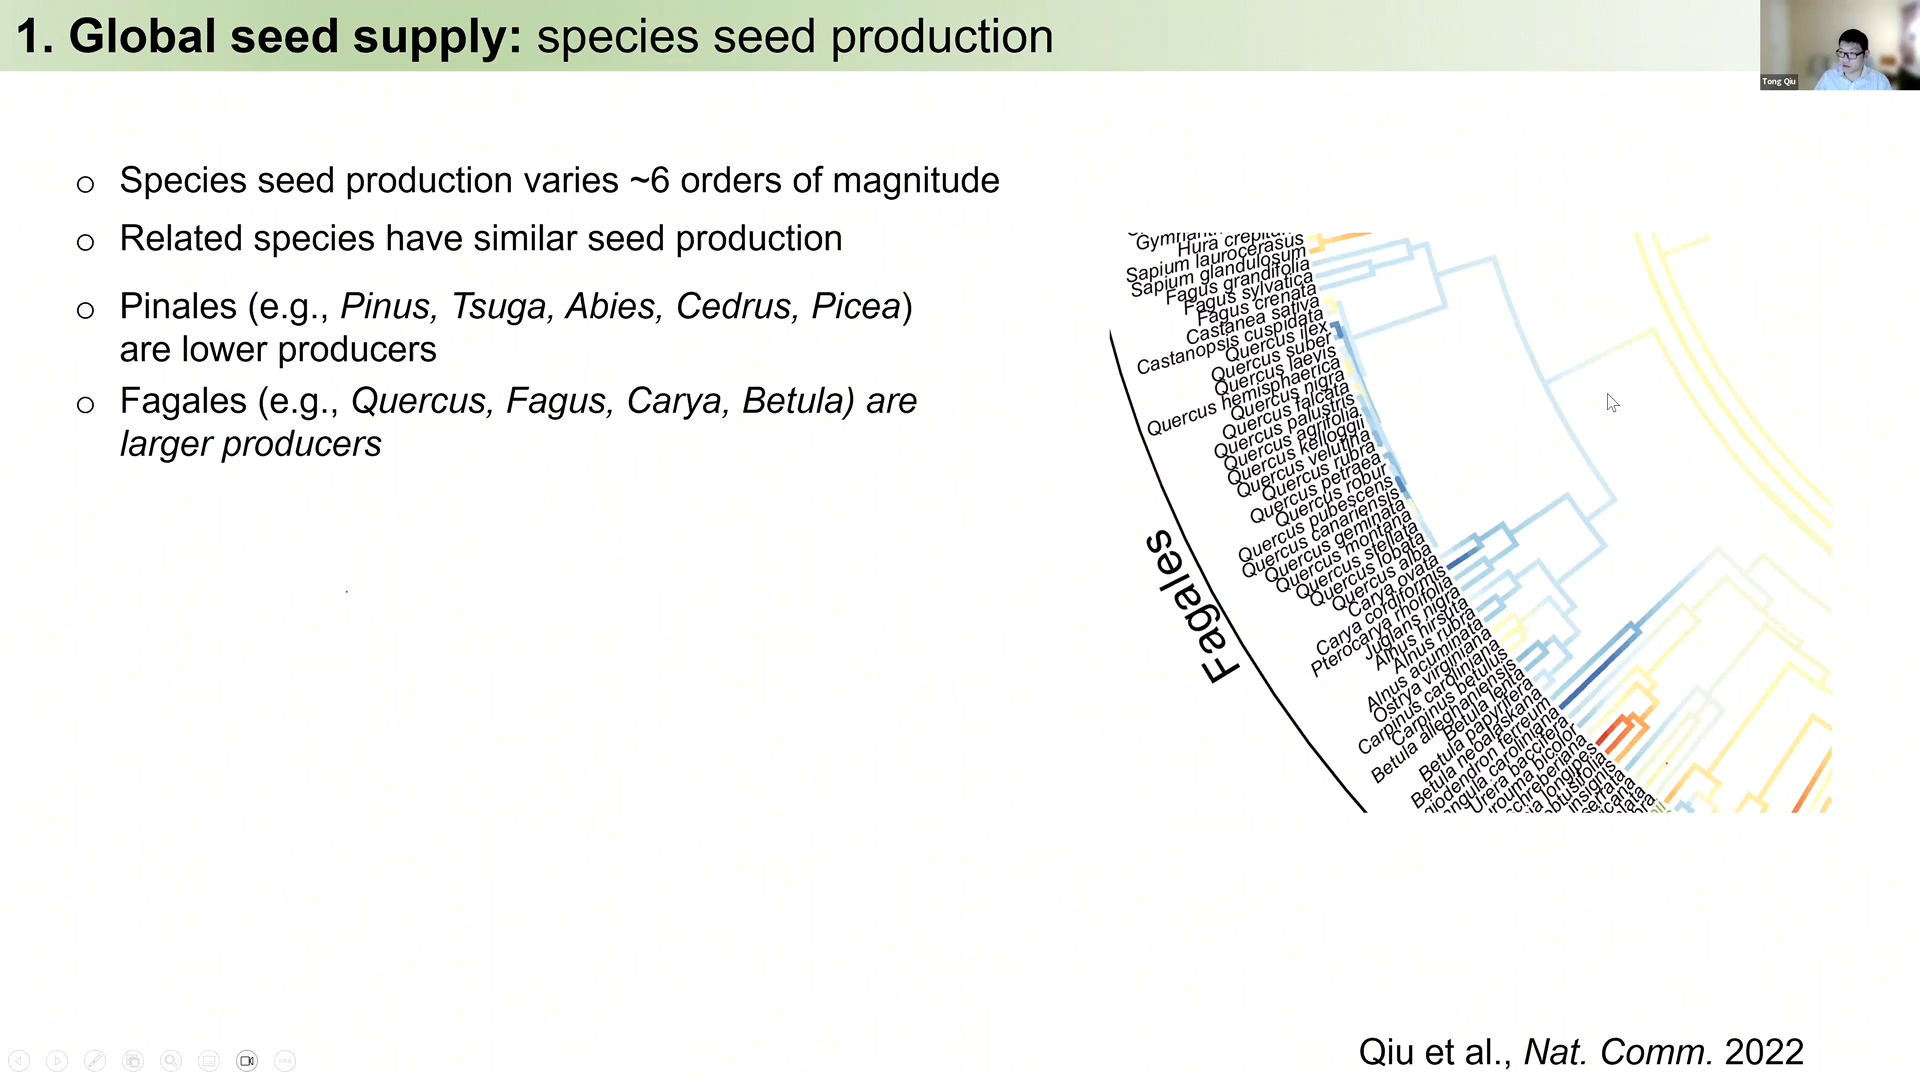 1. Global seed supply: species seed production
Tong Qiu
o Species seed production varies ~6 orders of magnitude
o Related species have similar seed production
o Pinales (e.g., Pinus, Tsuga, Abies, Cedrus, Picea)
are lower producers
o Fagales (e.g., Quercus, Fagus, Carya, Betula) are
larger producers
Sapium laurocerasus
Sapium glandulosum
Fagus grandifolia
Fagus sylvatica
Fagus crenata
Castanea sativa
Castanopsis cuspidata
Quercus ilex
Quercus suber
Quercus laevis
Quercus hemisphaerica
Quercus nigra
Quercus falcata
Quercus palustris
Quercus agrifolia
Quercus kelloggii
Quercus velutina
Quercus rubra
Quercus petraea
Quercus robur
Quercus pubescens
Quercus canariensis
Quercus geminata
Quercus montana
Quercus stellata
Quercus lobata
Quercus alba
Carya ovata
Carya cordiformis
Pterocarya rhoifolia
Juglans nigra
Alnus hirsuta
Alnus rubra
Alnus acuminata
Ostrya virginiana
Carpinus caroliniana
Carpinus betulus
Betula alleghaniensis
Betula lenta
Betula papyrifera
Betula neoalaskana
Fagales
Qiu et al., Nat. Comm. 2022